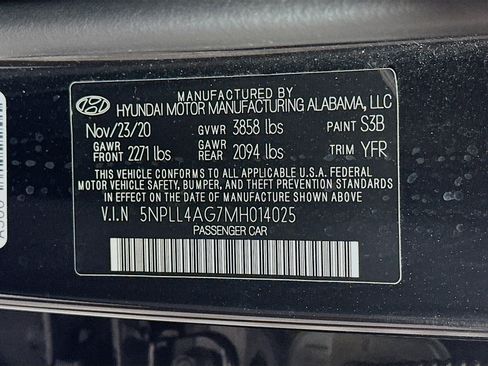 MANUFACTURED BY
HYUNDAI MOTOR MANUFACTURING ALABAMA, LLC
Nov/23/20 GVWR 3858 lbs PAINT S3B
GAWR FRONT 2271 lbs GAWR REAR 2094 lbs TRIM YFR
THIS VEHICLE CONFORMS TO ALL APPLICABLE U.S.A. FEDERAL
MOTOR VEHICLE SAFETY, BUMPER, AND THEFT PREVENTION STANDARDS
IN EFFECT ON THE DATE OF MANUFACTURE SHOWN ABOVE.
V.I.N 5NPLL4AG7MH014025
PASSENGER CAR